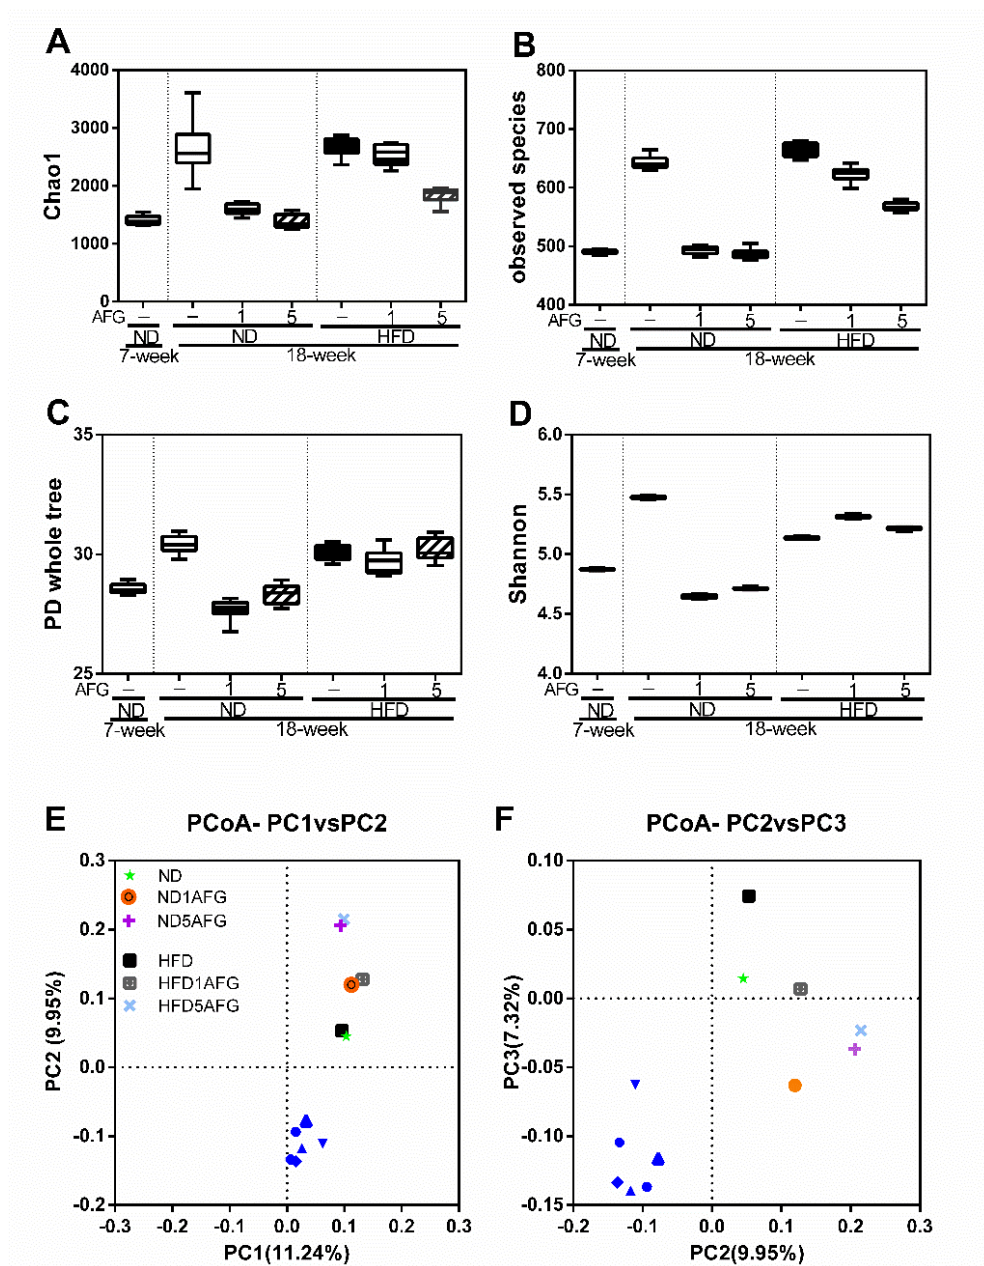 A
Chao1
4000
3000
2000
1000
0
AFG – – 1 5 – 1 5
ND ND HFD
7-week 18-week
B
observed species
800
700
600
500
400
AFG – – 1 5 – 1 5
ND ND HFD
7-week 18-week
C
PD whole tree
35
30
25
AFG – – 1 5 – 1 5
ND ND HFD
7-week 18-week
D
Shannon
6.0
5.5
5.0
4.5
4.0
AFG – – 1 5 – 1 5
ND ND HFD
7-week 18-week
E
PCoA- PC1vsPC2
PC2 (9.95%)
0.3
0.2
0.1
0.0
-0.1
-0.2
ND
ND1AFG
ND5AFG
HFD
HFD1AFG
HFD5AFG
-0.3 -0.2 -0.1 0.0 0.1 0.2 0.3
PC1(11.24%)
F
PCoA- PC2vsPC3
PC3(7.32%)
0.10
0.05
0.00
-0.05
-0.10
-0.15
-0.2 -0.1 0.0 0.1 0.2 0.3
PC2(9.95%)